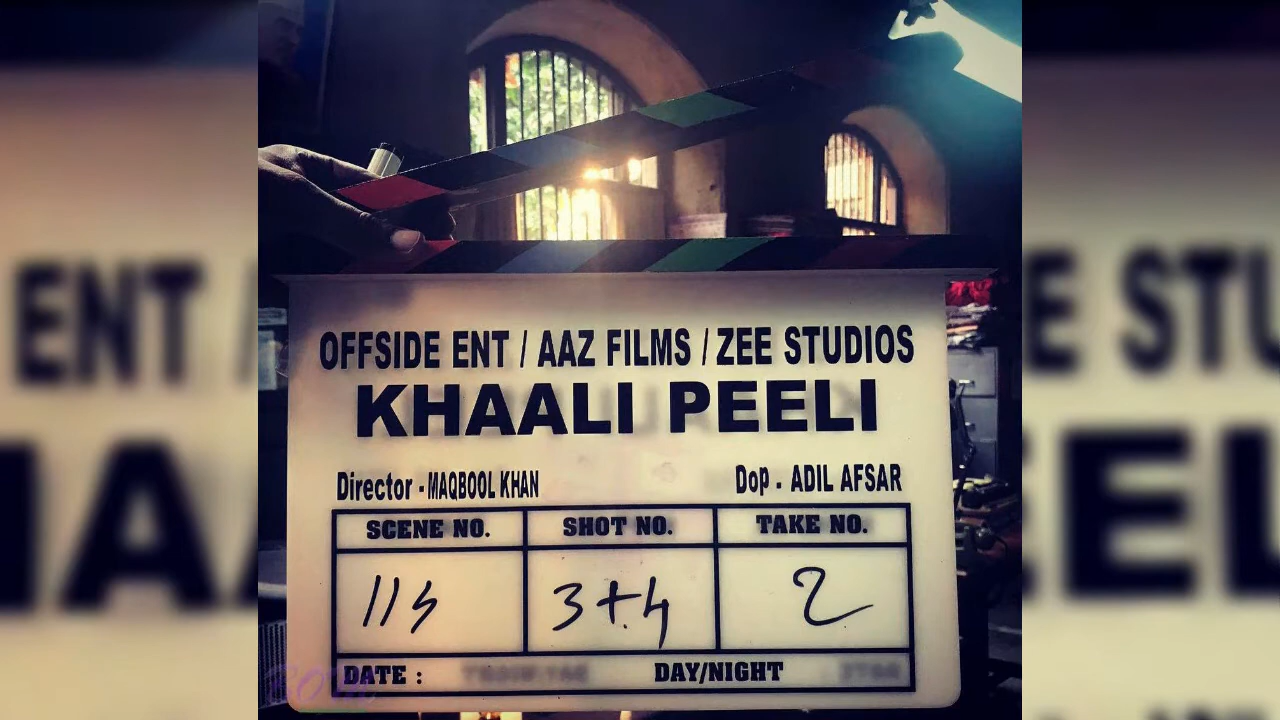 OFFSIDE ENT / AAZ FILMS / ZEE STUDIOS
KHAALI PEELI
Director - MAQBOOL KHAN Dop . ADIL AFSAR
SCENE NO. SHOT NO. TAKE NO.
3+4 2
DATE : DAY/NIGHT